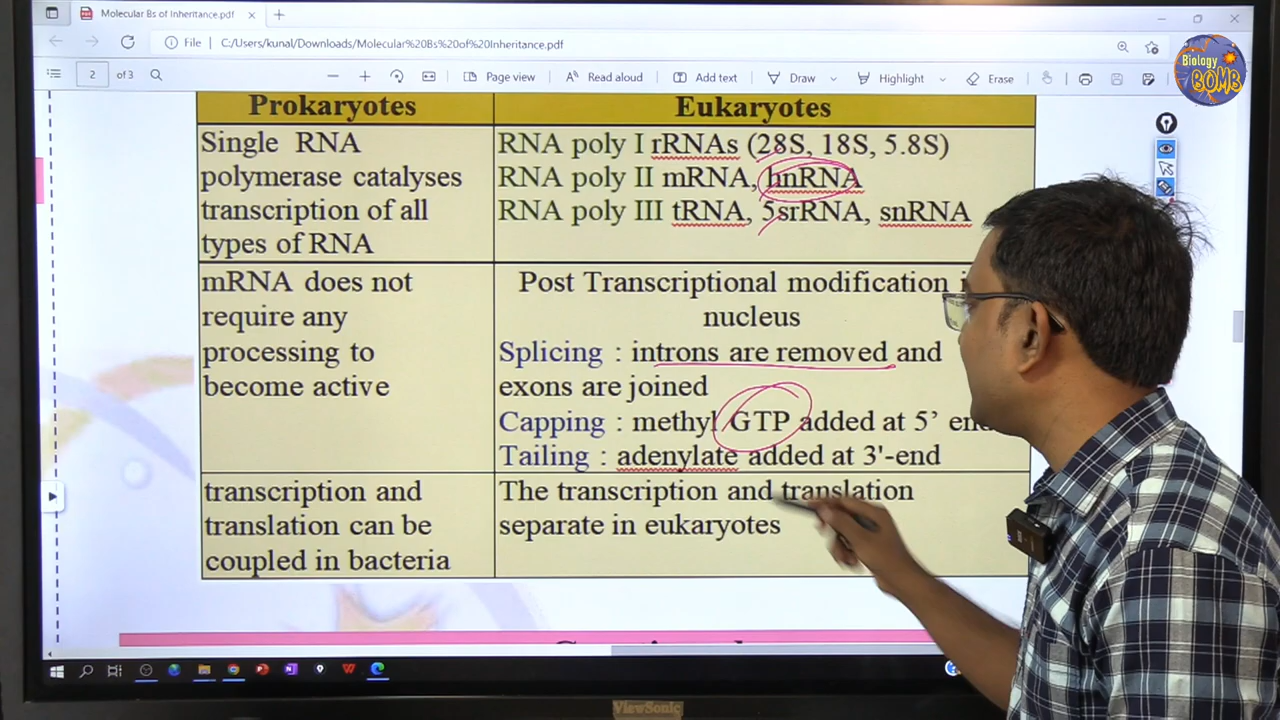 Molecular Bs of Inheritance.pdf
File | C:/Users/kunal/Downloads/Molecular%20Bs%20of%20Inheritance.pdf
2 of 3
Page view
Read aloud
Add text
Draw
Highlight
Erase
Biology
BOMB
Prokaryotes
Eukaryotes
Single RNA
polymerase catalyses
transcription of all
types of RNA
RNA poly I rRNAs (28S, 18S, 5.8S)
RNA poly II mRNA, hnRNA
RNA poly III tRNA, 5srRNA, snRNA
mRNA does not
require any
processing to
become active
Post Transcriptional modification
nucleus
Splicing : introns are removed and
exons are joined
Capping : methyl GTP added at 5’ end
Tailing : adenylate added at 3'-end
transcription and
translation can be
coupled in bacteria
The transcription and translation
separate in eukaryotes
ViewSonic